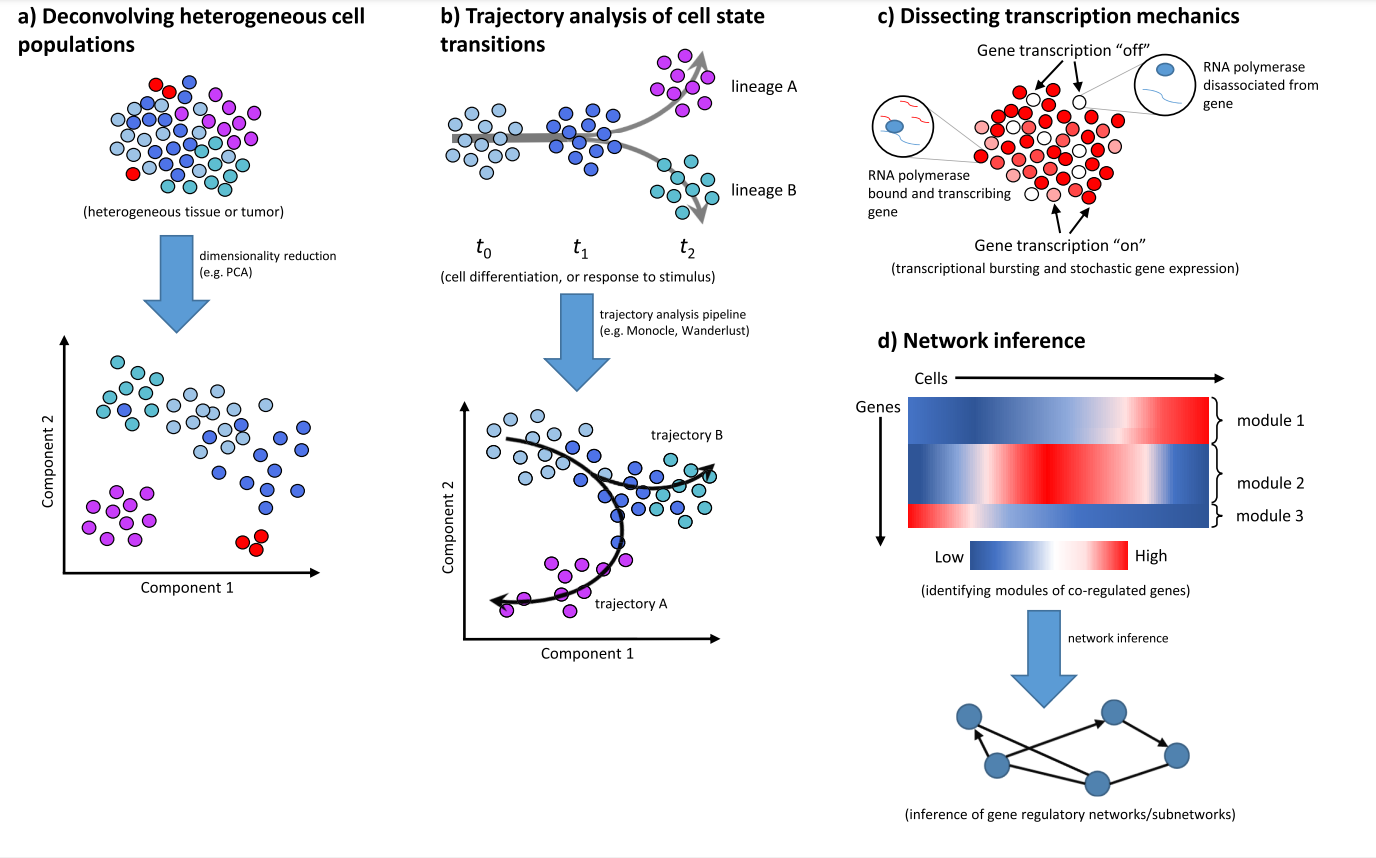 a) Deconvolving heterogeneous cell
populations
(heterogeneous tissue or tumor)
dimensionality reduction
(e.g. PCA)
Component 2
Component 1
b) Trajectory analysis of cell state
transitions
lineage A
lineage B
t0 t1 t2
(cell differentiation, or response to stimulus)
trajectory analysis pipeline
(e.g. Monocle, Wanderlust)
trajectory B
Component 2
trajectory A
Component 1
c) Dissecting transcription mechanics
Gene transcription “off”
RNA polymerase
disassociated from
gene
RNA polymerase
bound and transcribing
gene
Gene transcription “on”
(transcriptional bursting and stochastic gene expression)
d) Network inference
Cells
Genes
module 1
module 2
module 3
Low High
(identifying modules of co-regulated genes)
network inference
(inference of gene regulatory networks/subnetworks)